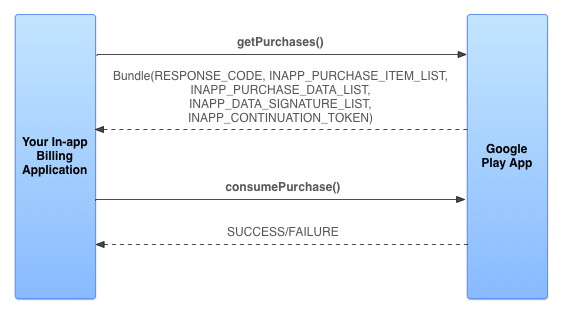 getPurchases()
Bundle(RESPONSE_CODE, INAPP_PURCHASE_ITEM_LIST,
INAPP_PURCHASE_DATA_LIST,
INAPP_DATA_SIGNATURE_LIST,
INAPP_CONTINUATION_TOKEN)
Your In-app
Billing
Application
Google
Play App
consumePurchase()
SUCCESS/FAILURE